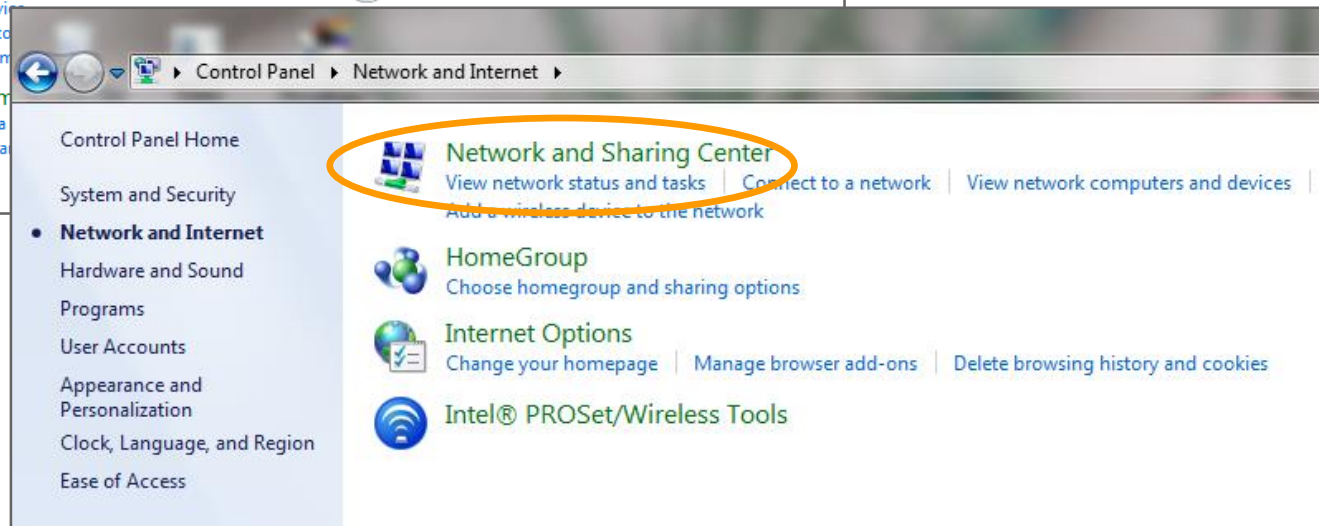 Control Panel Network and Internet
Control Panel Home
System and Security
Network and Internet
Hardware and Sound
Programs
User Accounts
Appearance and
Personalization
Clock, Language, and Region
Ease of Access
Network and Sharing Center
View network status and tasks Connect to a network View network computers and devices
Add a wireless device to the network
HomeGroup
Choose homegroup and sharing options
Internet Options
Change your homepage Manage browser add-ons Delete browsing history and cookies
Intel® PROSet/Wireless Tools